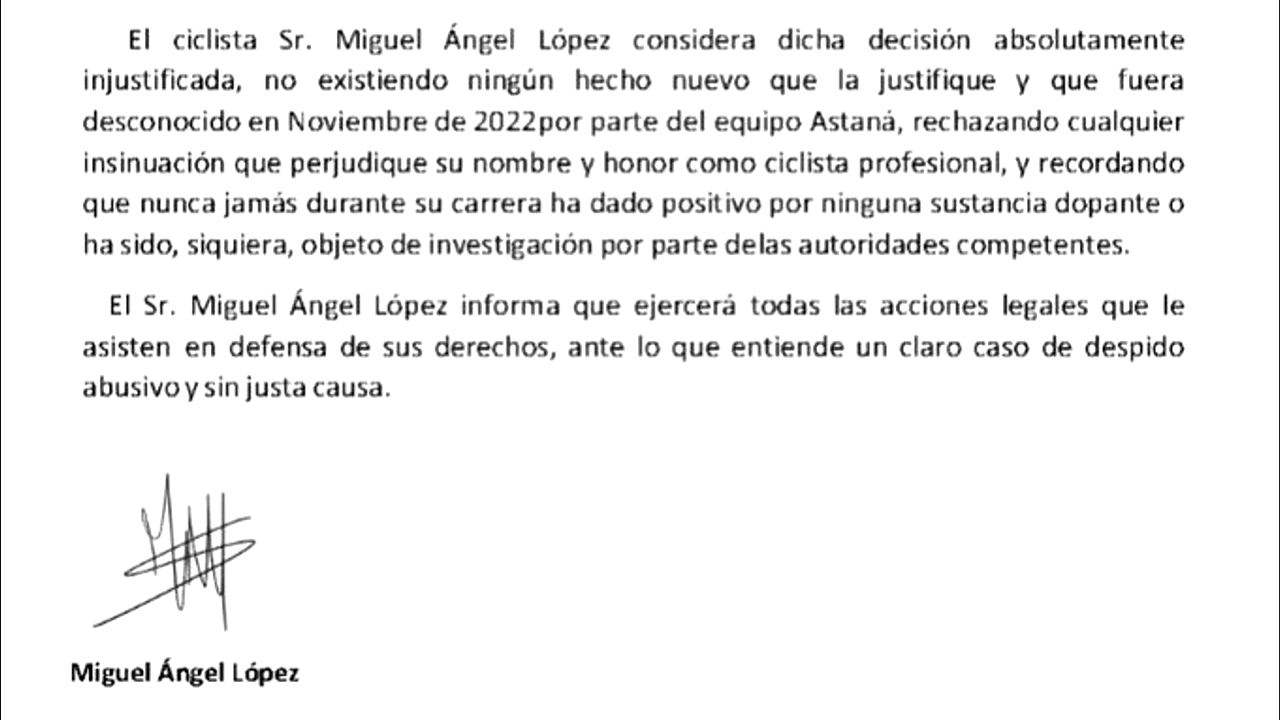 El ciclista Sr. Miguel Ángel López considera dicha decisión absolutamente
injustificada, no existiendo ningún hecho nuevo que la justifique y que fuera
desconocido en Noviembre de 2022por parte del equipo Astaná, rechazando cualquier
insinuación que perjudique su nombre y honor como ciclista profesional, y recordando
que nunca jamás durante su carrera ha dado positivo por ninguna sustancia dopante o
ha sido, siquiera, objeto de investigación por parte delas autoridades competentes.
El Sr. Miguel Ángel López informa que ejercerá todas las acciones legales que le
asisten en defensa de sus derechos, ante lo que entiende un claro caso de despido
abusivo y sin justa causa.
Miguel Ángel López